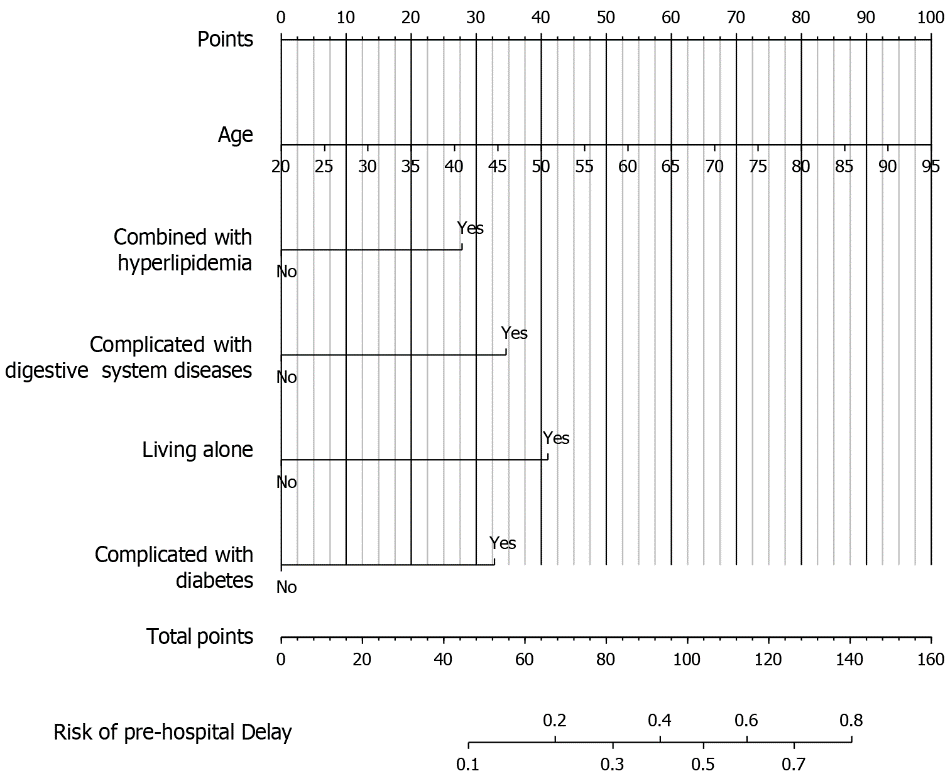 0 10 20 30 40 50 60 70 80 90 100
Points
Age
20 25 30 35 40 45 50 55 60 65 70 75 80 85 90 95
Yes
Combined with
hyperlipidemia
No
Yes
Complicated with
digestive system diseases
No
Yes
Living alone
No
Yes
Complicated with
diabetes
No
Total points
0 20 40 60 80 100 120 140 160
0.2 0.4 0.6 0.8
Risk of pre-hospital Delay
0.1 0.3 0.5 0.7